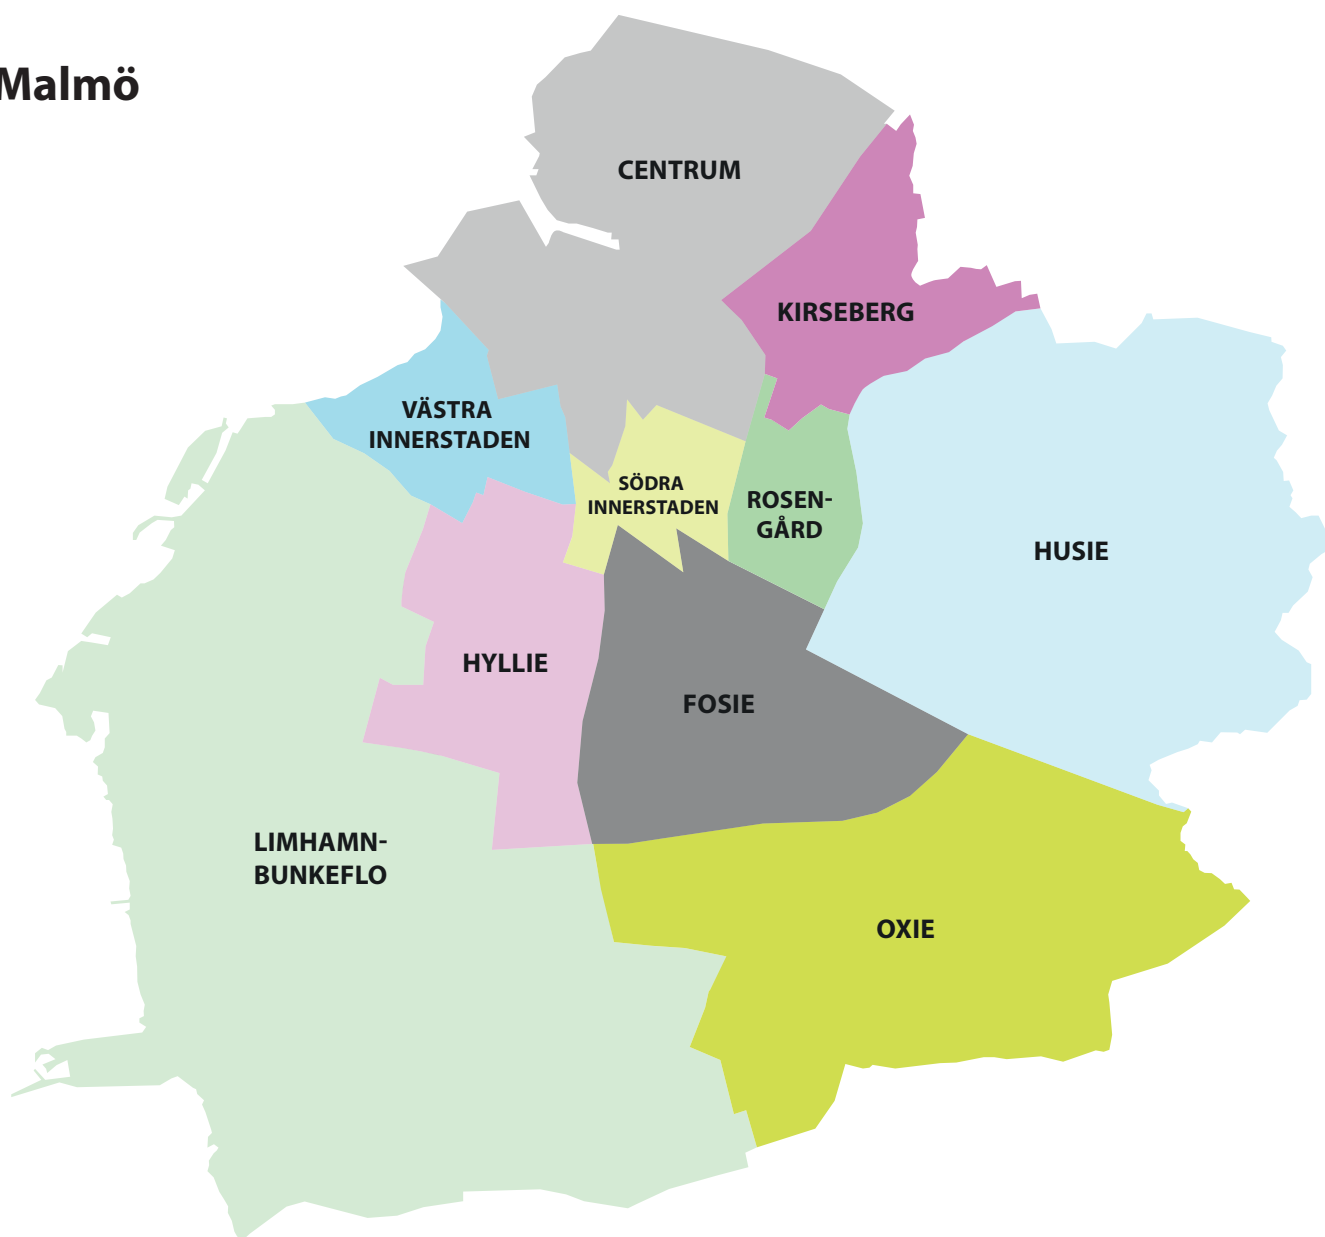 Malmö
CENTRUM
KIRSEBERG
VÄSTRA
INNERSTADEN
SÖDRA
INNERSTADEN
ROSEN-
GÅRD
HUSIE
HYLLIE
FOSIE
LIMHAMN-
BUNKEFLO
OXIE